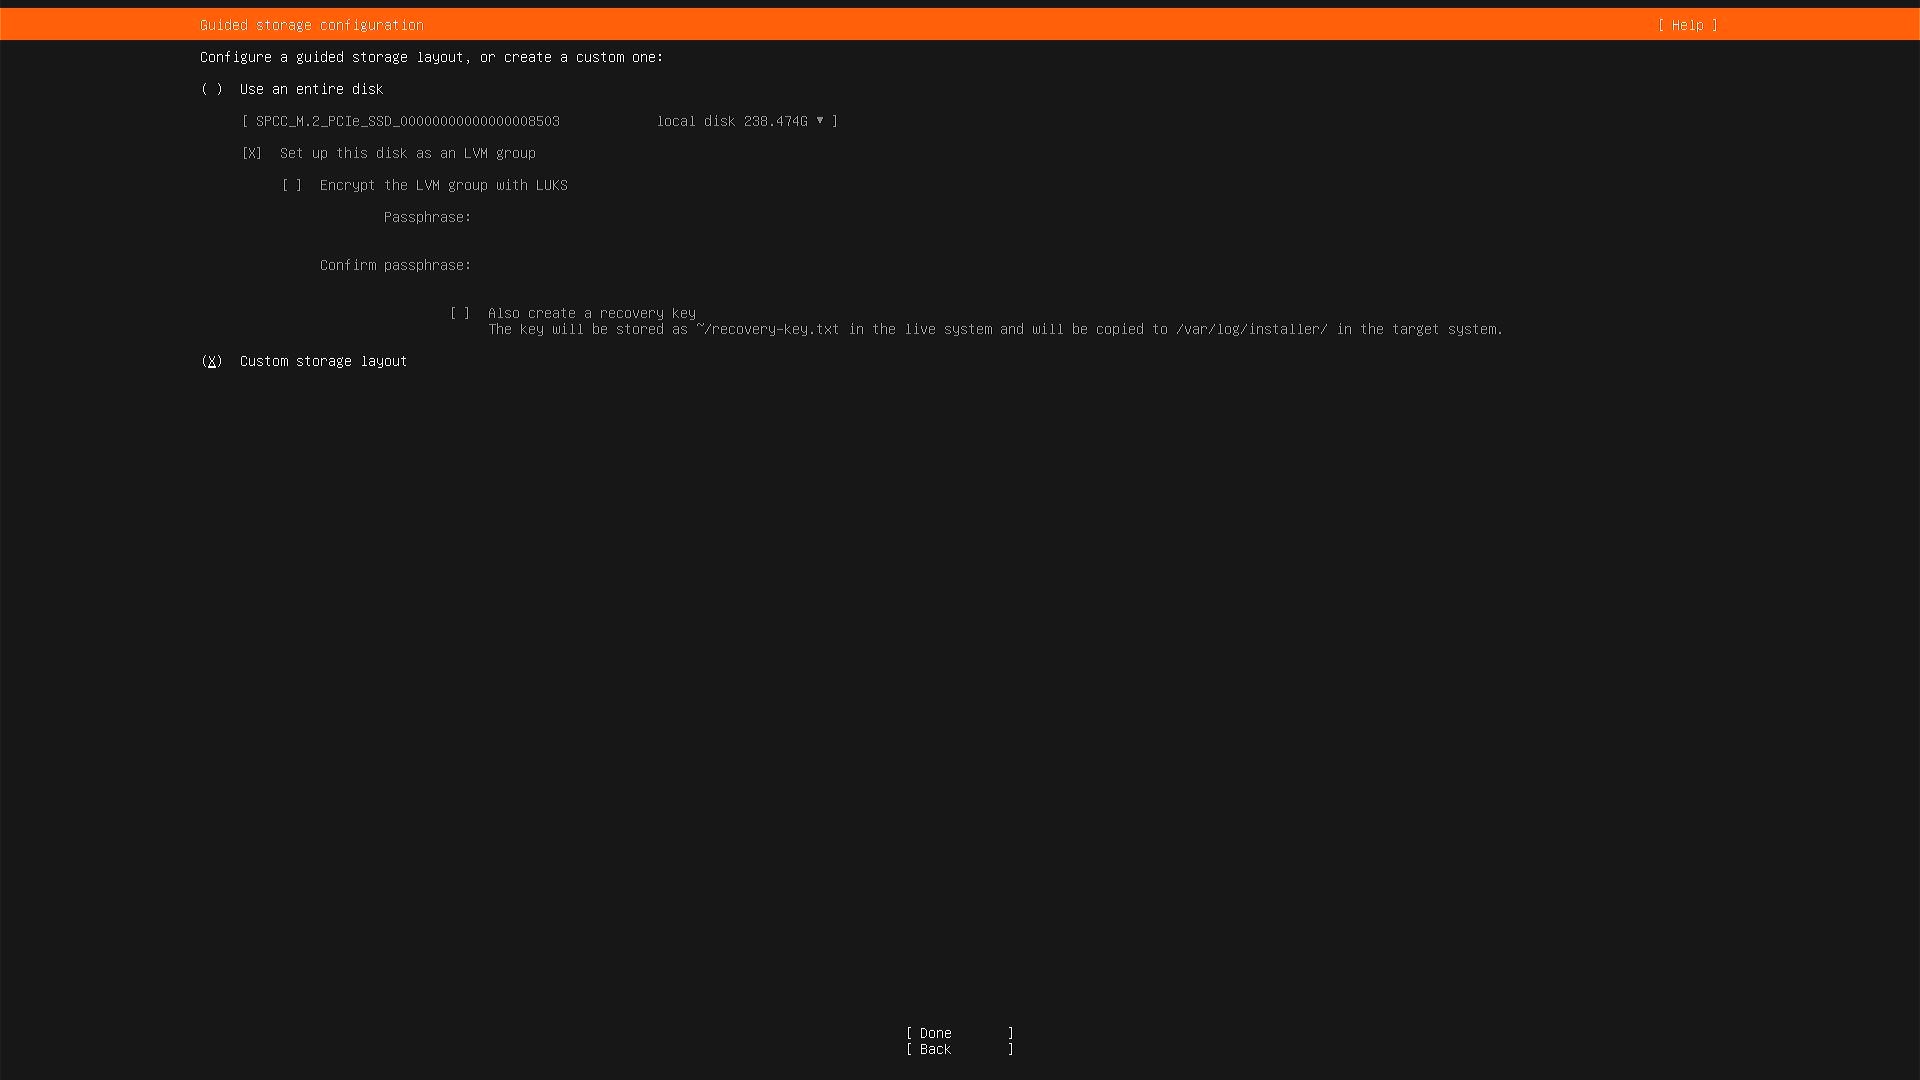 Guided storage configuration [ Help ]
Configure a guided storage layout, or create a custom one:
( ) Use an entire disk
[ SPCC_M.2_PCIe_SSD_00000000000000008503 local disk 238.474G ▾ ]
[X] Set up this disk as an LVM group
[ ] Encrypt the LVM group with LUKS
Passphrase:
Confirm passphrase:
[ ] Also create a recovery key
The key will be stored as ~/recovery-key.txt in the live system and will be copied to /var/log/installer/ in the target system.
(X) Custom storage layout
[ Done ]
[ Back ]